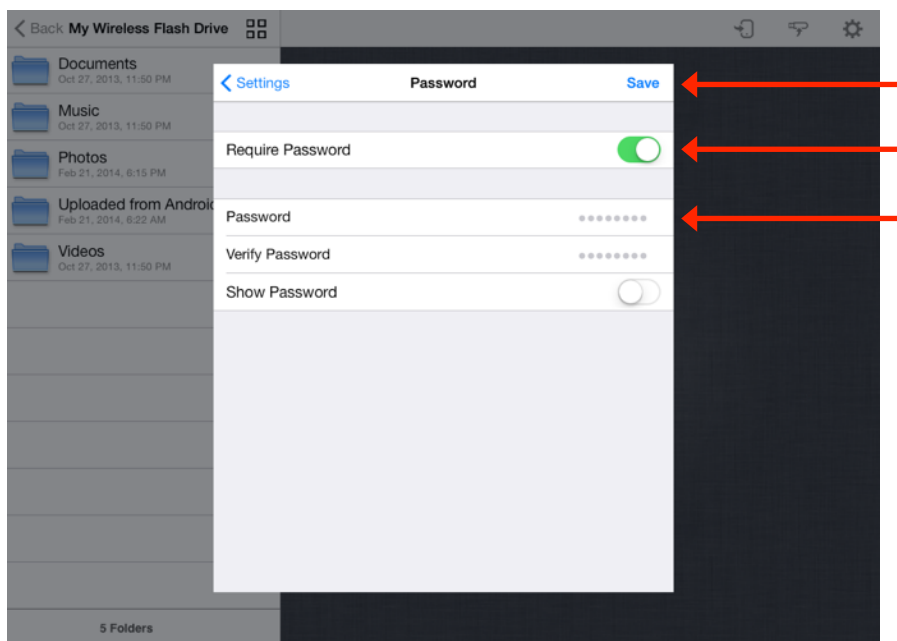 Back My Wireless Flash Drive
Documents
Oct 27, 2013, 11:50 PM
Music
Oct 27, 2013, 11:50 PM
Photos
Feb 21, 2014, 6:15 PM
Uploaded from Android
Feb 21, 2014, 6:22 AM
Videos
Oct 27, 2013, 11:50 PM
5 Folders
Settings Password Save
Require Password
Password
Verify Password
Show Password